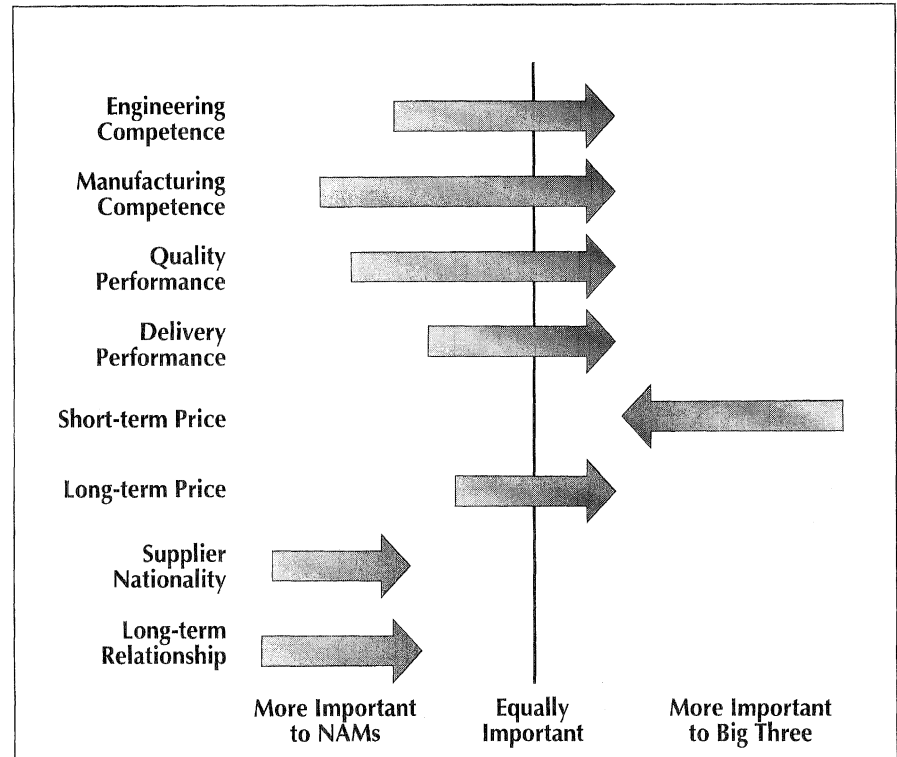 Engineering
Competence
Manufacturing
Competence
Quality
Performance
Delivery
Performance
Short-term Price
Long-term Price
Supplier
Nationality
Long-term
Relationship
More Important
to NAMs
Equally
Important
More Important
to Big Three